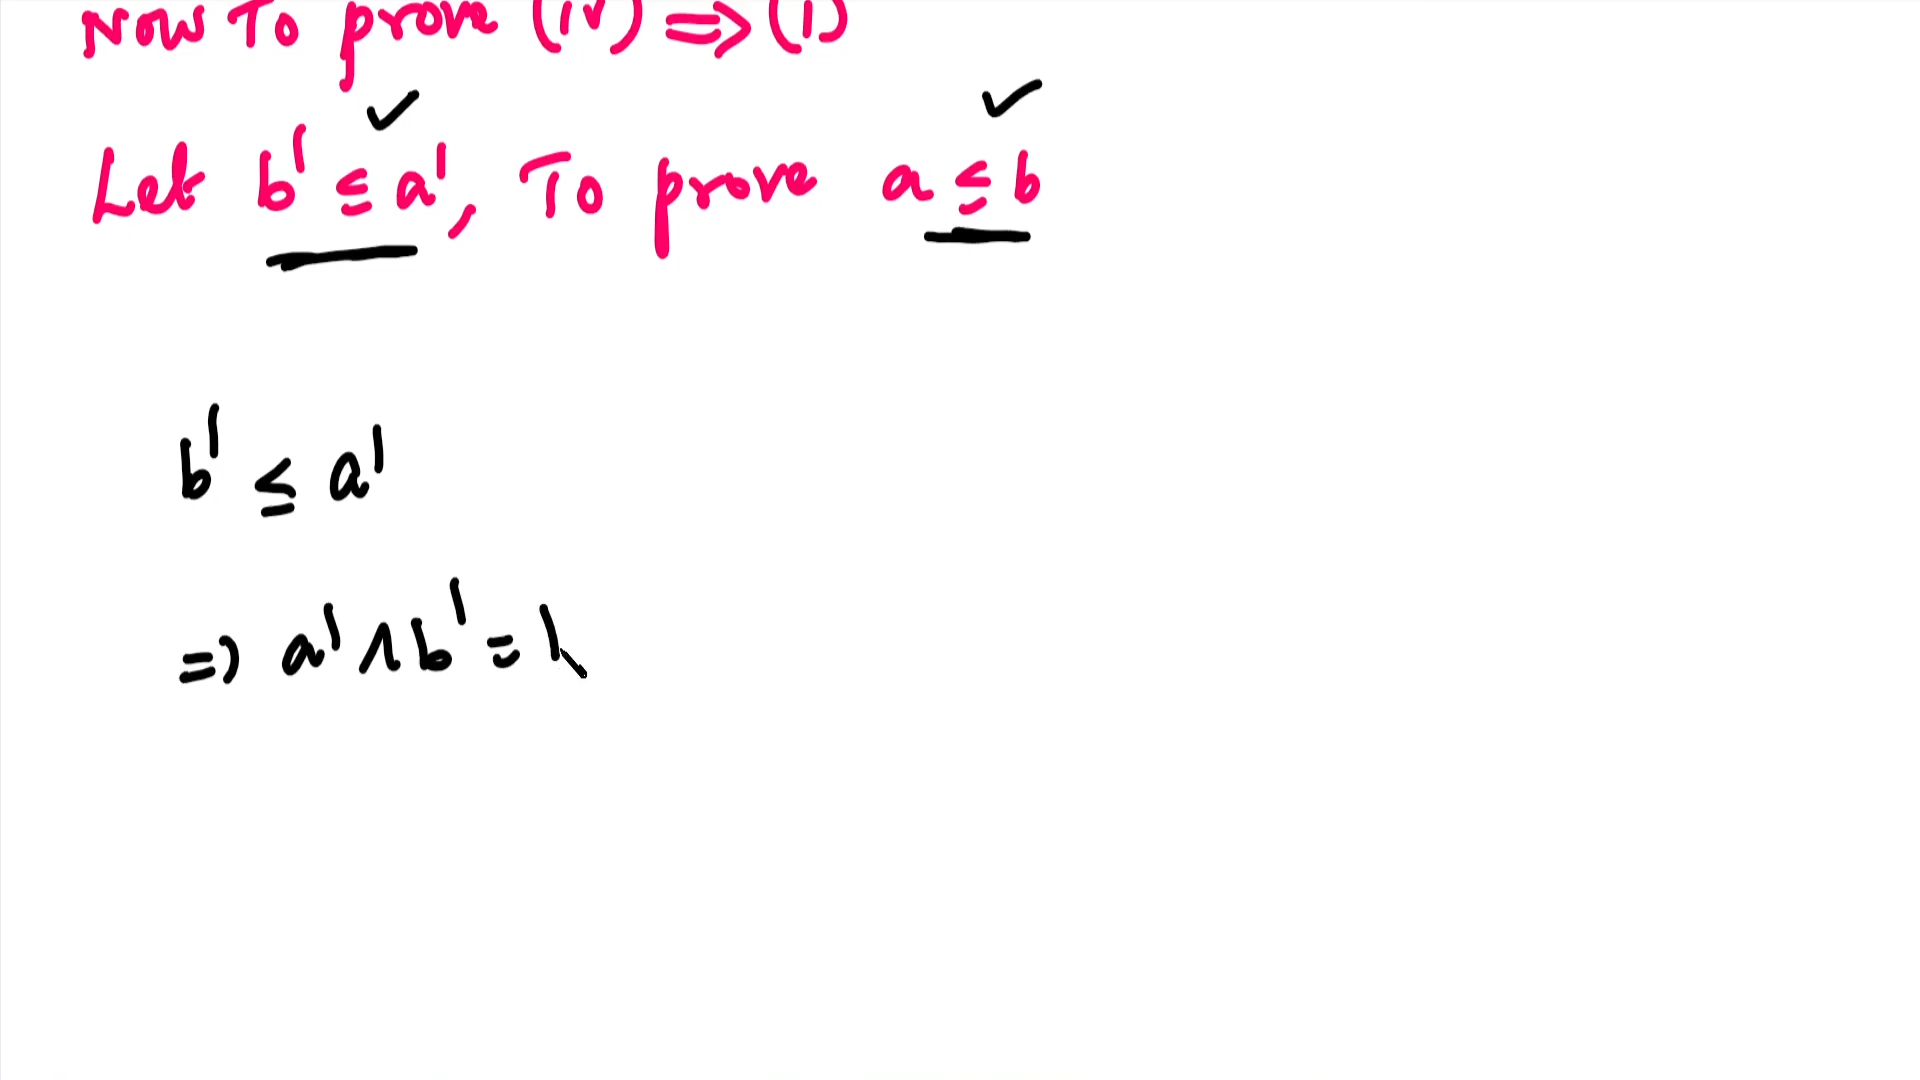 Now To prove (iv) => (i)
Let b' ≤ a', To prove a ≤ b
b' ≤ a'
=> a' ∧ b' =